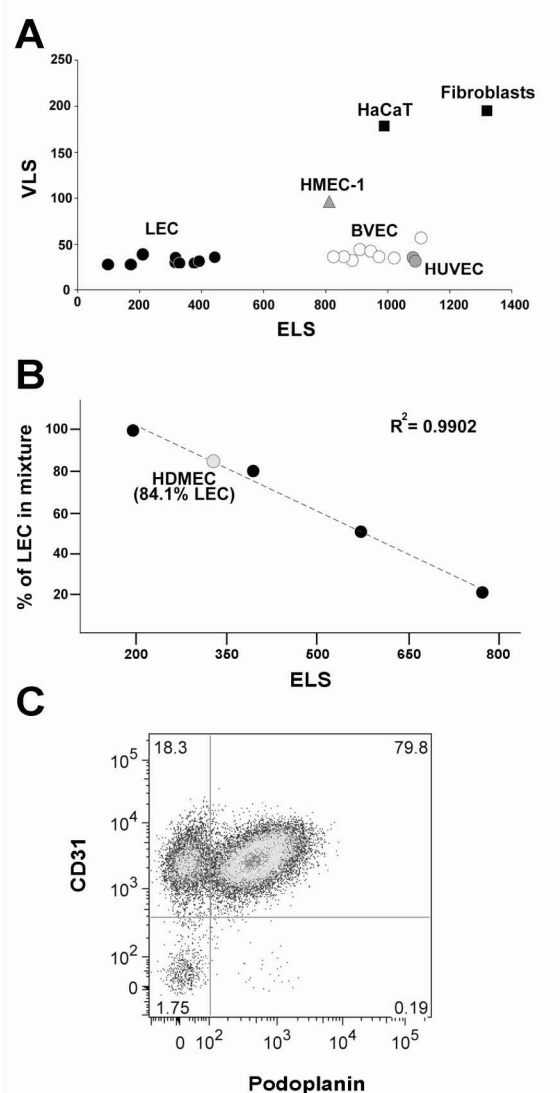 A
250
200
150
100
50
0
VLS
Fibroblasts
HaCaT
HMEC-1
LEC
BVEC
HUVEC
0 200 400 600 800 1000 1200 1400
ELS
B
100
80
60
40
20
% of LEC in mixture
R² = 0.9902
HDMEC
(84.1% LEC)
200 350 500 650 800
ELS
C
18.3 79.8
10⁵
10⁴
10³
10²
0
CD31
1.75 0.19
0 10² 10³ 10⁴ 10⁵
Podoplanin